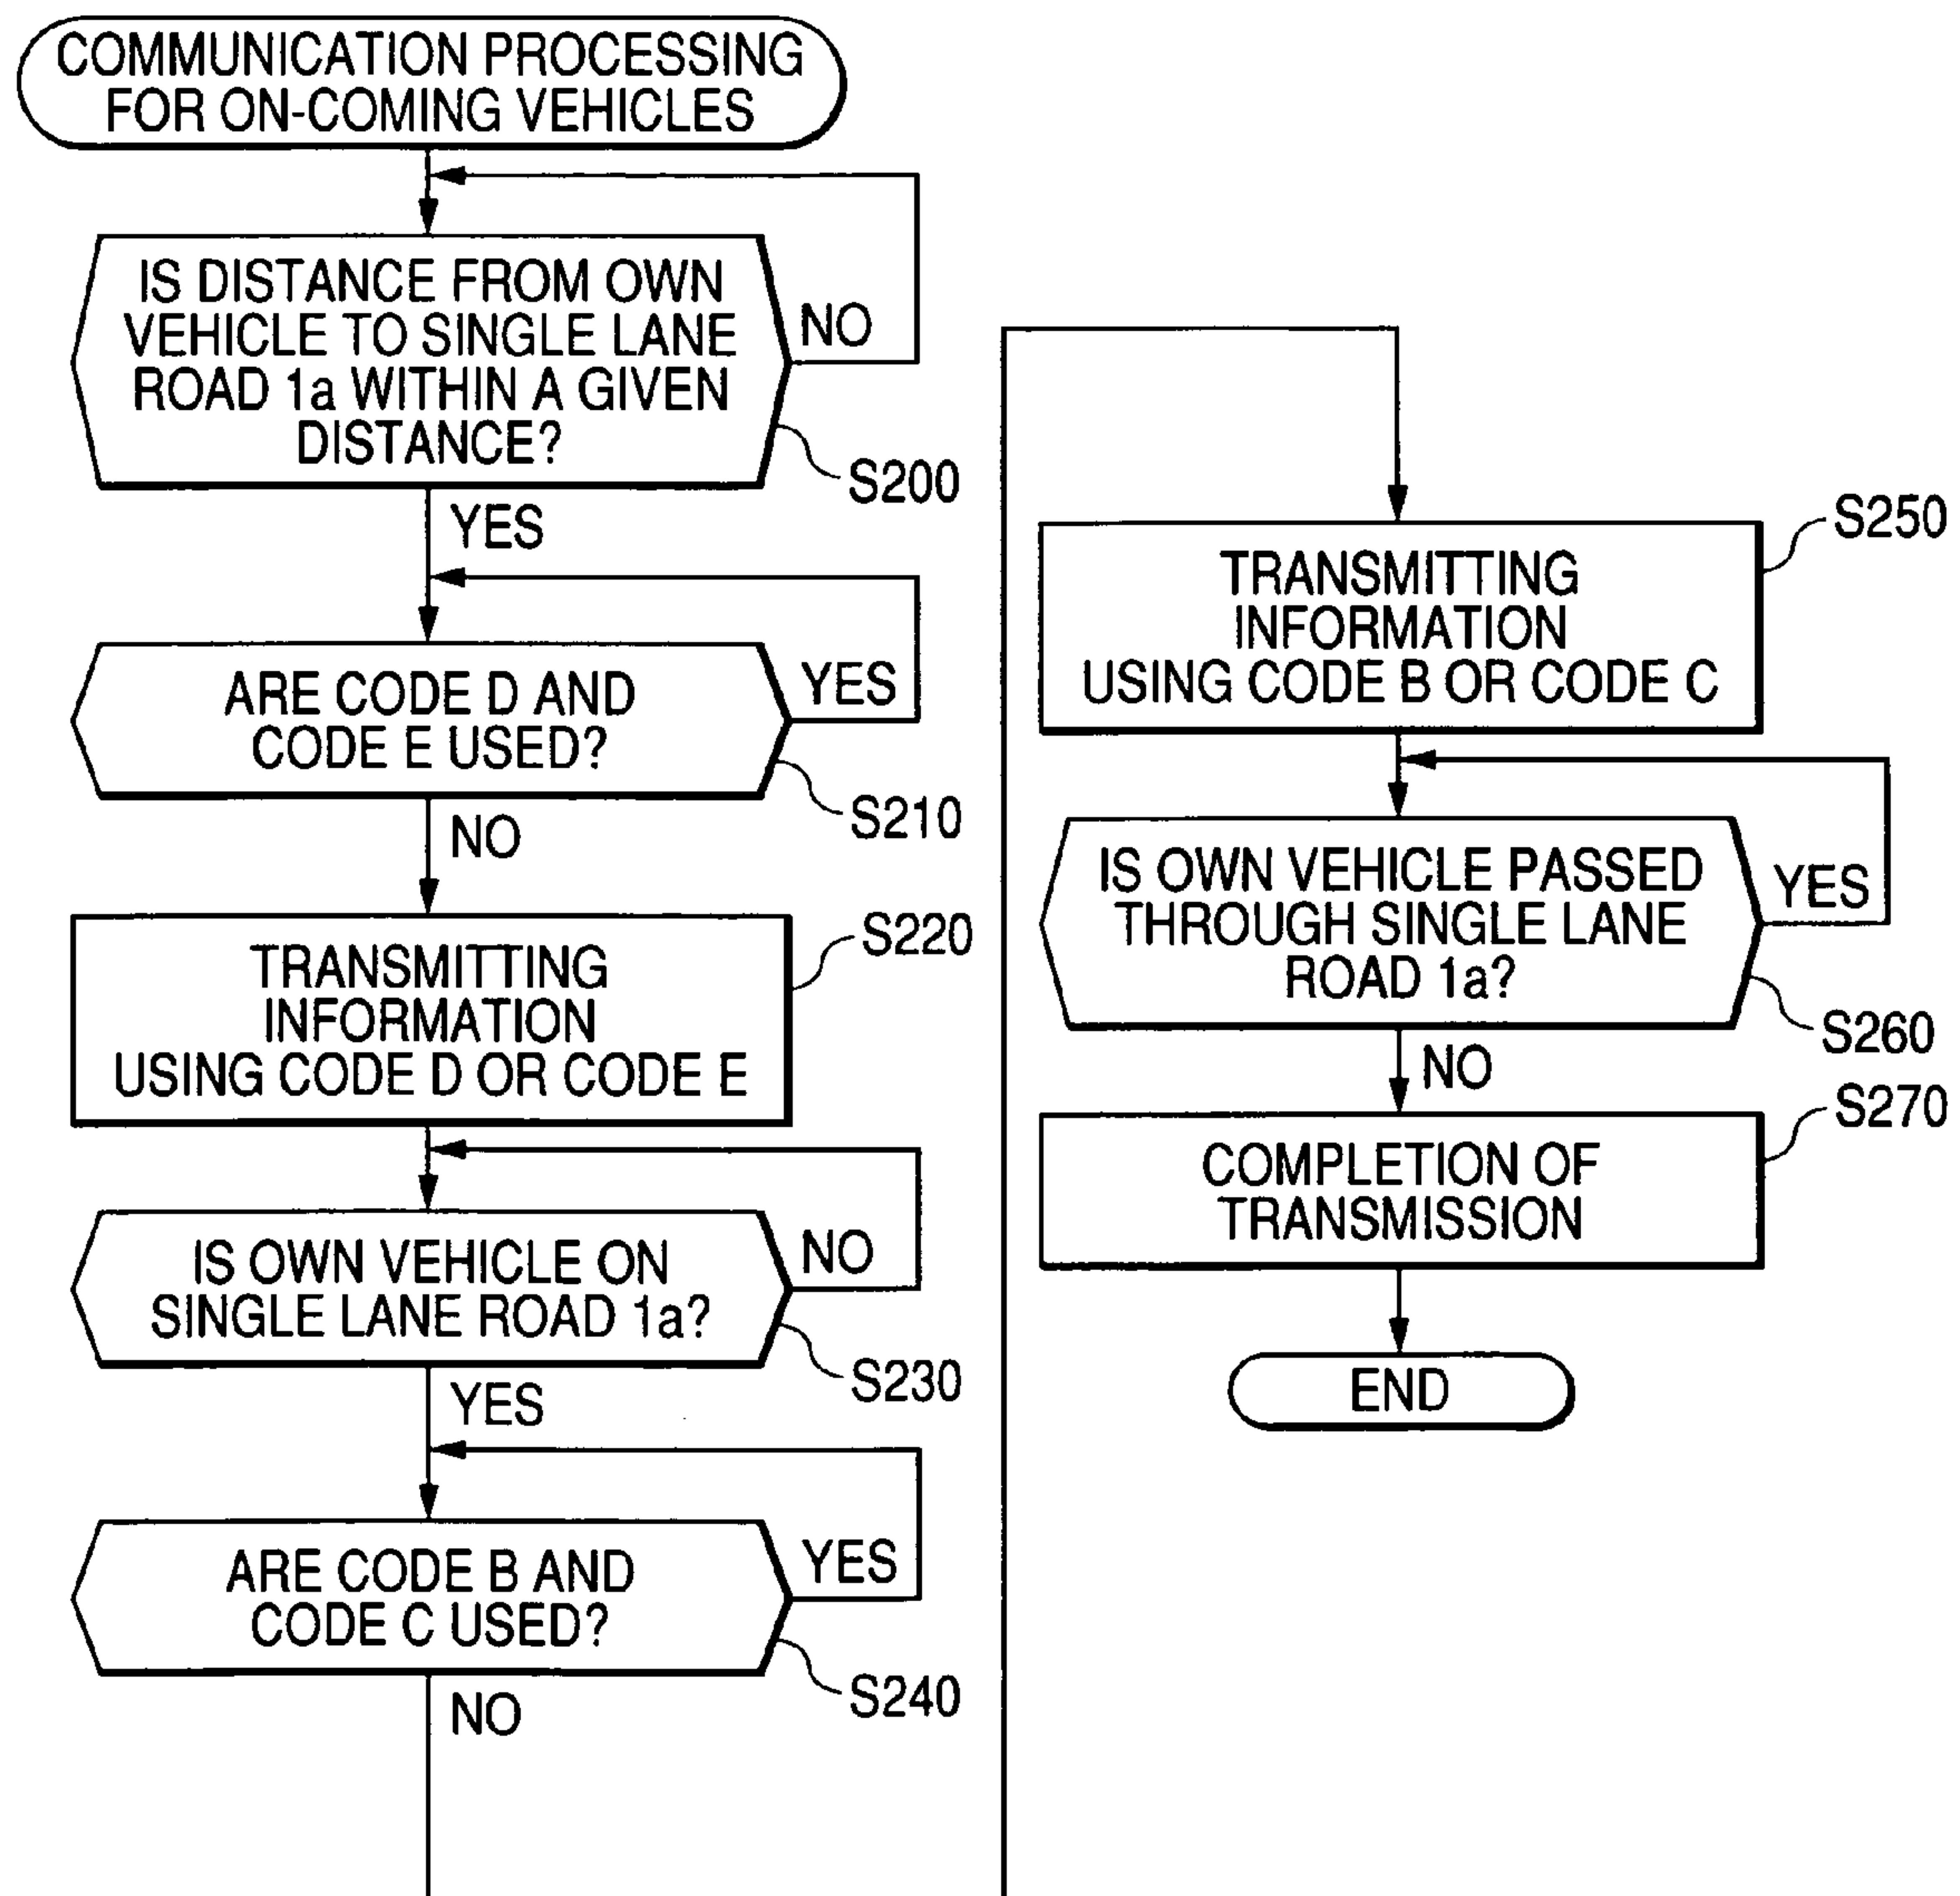 COMMUNICATION PROCESSING
FOR ON-COMING VEHICLES
IS DISTANCE FROM OWN
VEHICLE TO SINGLE LANE
ROAD 1a WITHIN A GIVEN
DISTANCE?
NO
S200
YES
ARE CODE D AND
CODE E USED?
YES
S210
NO
TRANSMITTING
INFORMATION
USING CODE D OR CODE E
S220
IS OWN VEHICLE ON
SINGLE LANE ROAD 1a?
NO
S230
YES
ARE CODE B AND
CODE C USED?
YES
S240
NO
TRANSMITTING
INFORMATION
USING CODE B OR CODE C
S250
IS OWN VEHICLE PASSED
THROUGH SINGLE LANE
ROAD 1a?
YES
S260
NO
COMPLETION OF
TRANSMISSION
S270
END